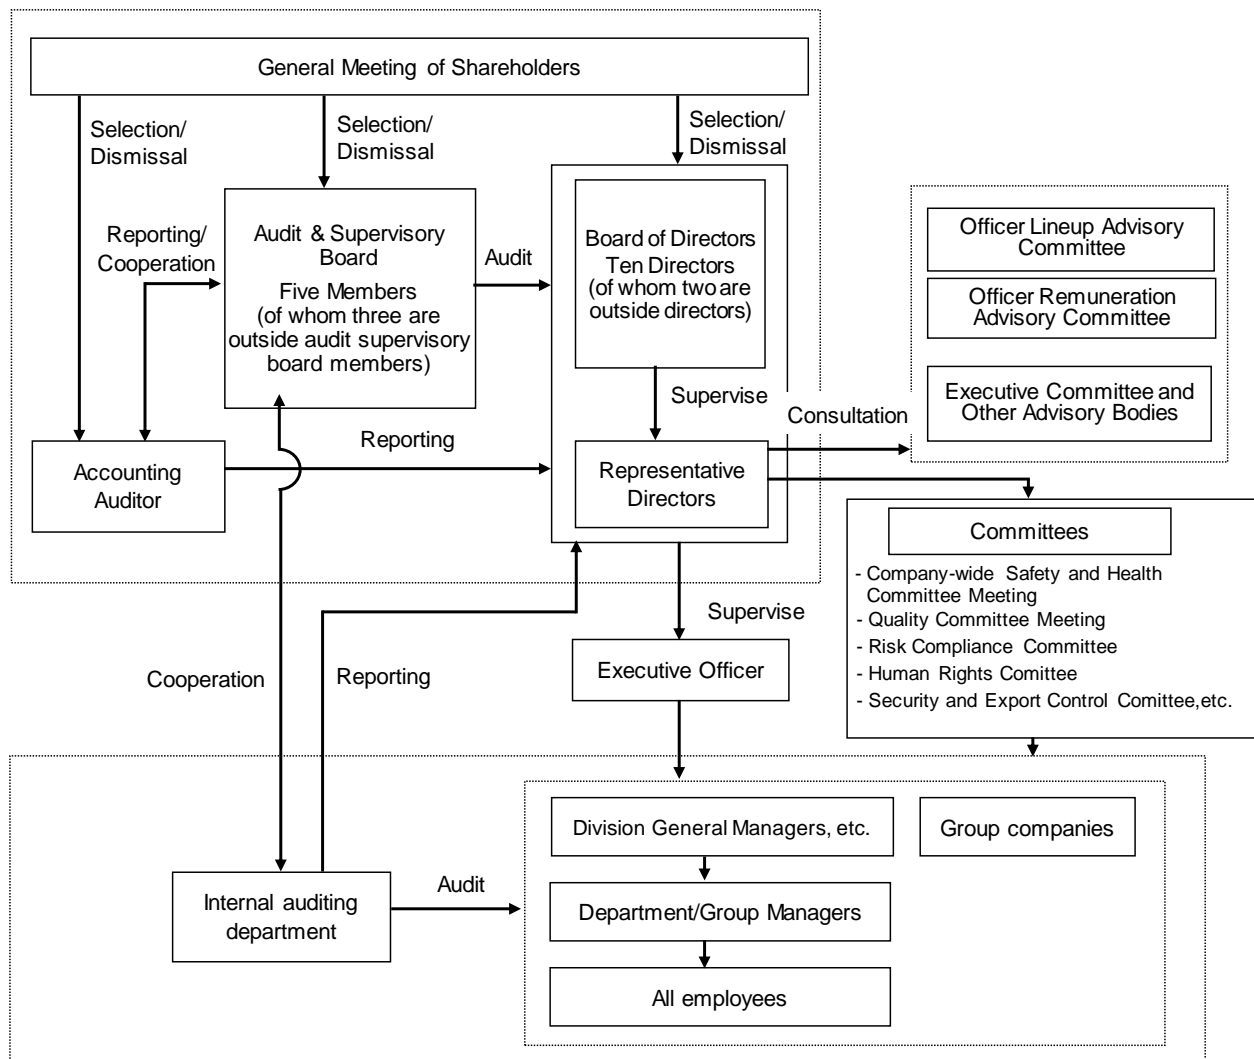 General Meeting of Shareholders
Selection/
Dismissal
Selection/
Dismissal
Selection/
Dismissal
Reporting/
Cooperation
Audit & Supervisory
Board
Five Members
(of whom three are
outside audit supervisory
board members)
Audit
Board of Directors
Ten Directors
(of whom two are
outside directors)
Supervise
Officer Lineup Advisory
Committee
Officer Remuneration
Advisory Committee
Executive Committee and
Other Advisory Bodies
Consultation
Accounting
Auditor
Reporting
Representative
Directors
Committees
- Company-wide Safety and Health
Committee Meeting
- Quality Committee Meeting
- Risk Compliance Committee
- Human Rights Comittee
- Security and Export Control Comittee,etc.
Supervise
Executive Officer
Cooperation
Reporting
Division General Managers, etc.
Group companies
Internal auditing
department
Audit
Department/Group Managers
All employees